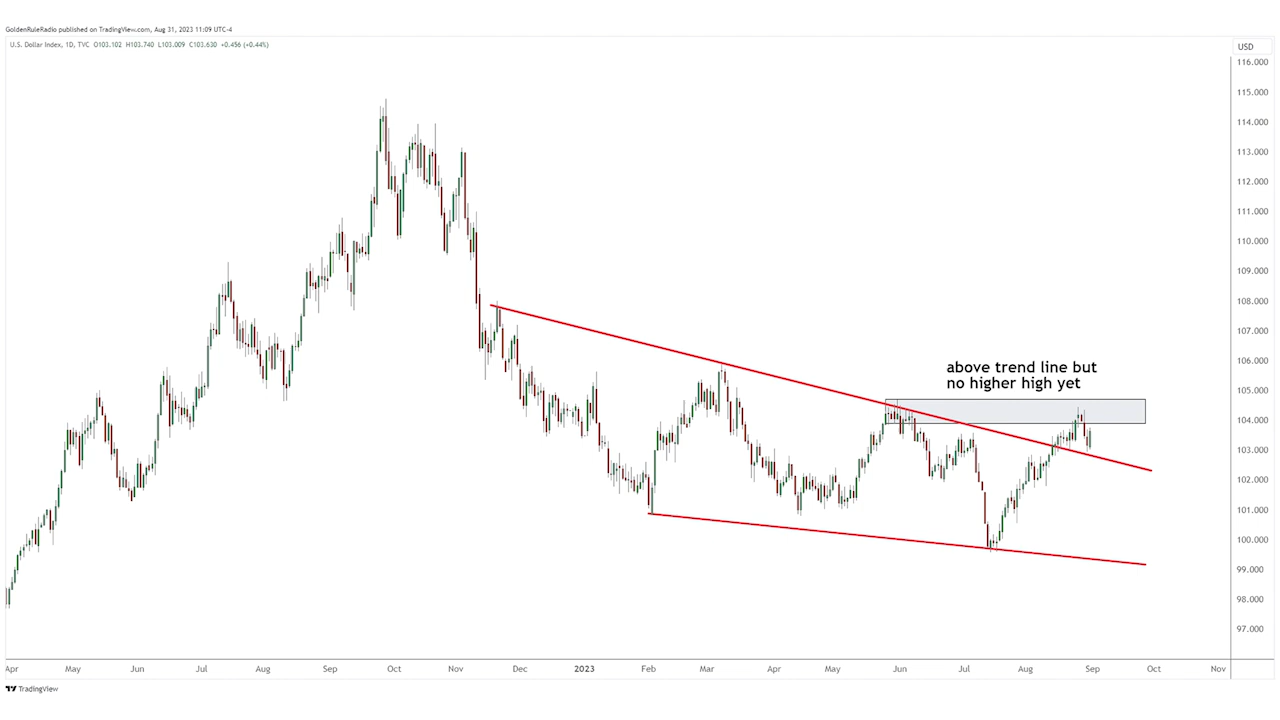 GoldenRuleRadio published on TradingView.com, Aug 31, 2023 11:09 UTC-4
U.S. Dollar Index, 1D, TVC O103.102 H103.740 L103.009 C103.630 +0.456 (+0.44%)
USD
116.000
115.000
114.000
113.000
112.000
111.000
110.000
109.000
108.000
107.000
106.000
105.000
104.000
103.000
102.000
101.000
100.000
99.000
98.000
97.000
above trend line but
no higher high yet
Apr May Jun Jul Aug Sep Oct Nov Dec 2023 Feb Mar Apr May Jun Jul Aug Sep Oct Nov
TradingView